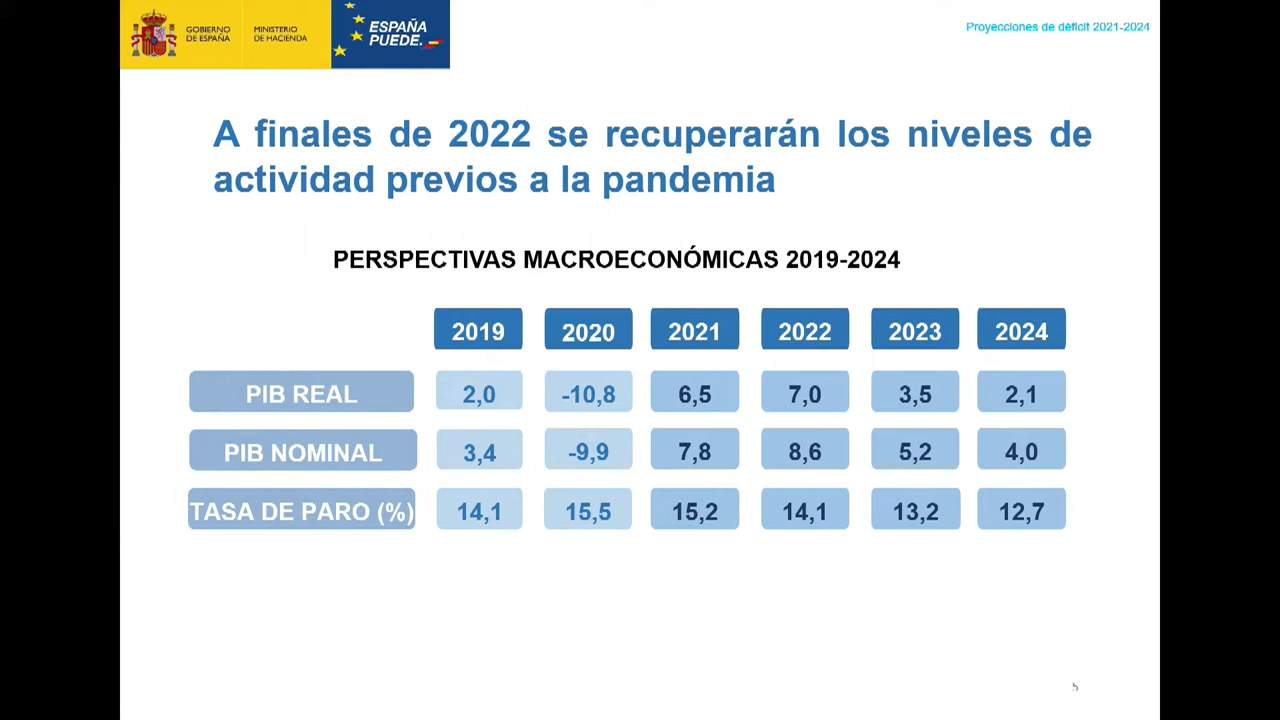 GOBIERNO
DE ESPAÑA
MINISTERIO
DE HACIENDA
ESPAÑA
PUEDE.
Proyecciones de déficit 2021-2024
A finales de 2022 se recuperarán los niveles de
actividad previos a la pandemia
PERSPECTIVAS MACROECONÓMICAS 2019-2024
2019 2020 2021 2022 2023 2024
PIB REAL 2,0 -10,8 6,5 7,0 3,5 2,1
PIB NOMINAL 3,4 -9,9 7,8 8,6 5,2 4,0
TASA DE PARO (%) 14,1 15,5 15,2 14,1 13,2 12,7
5